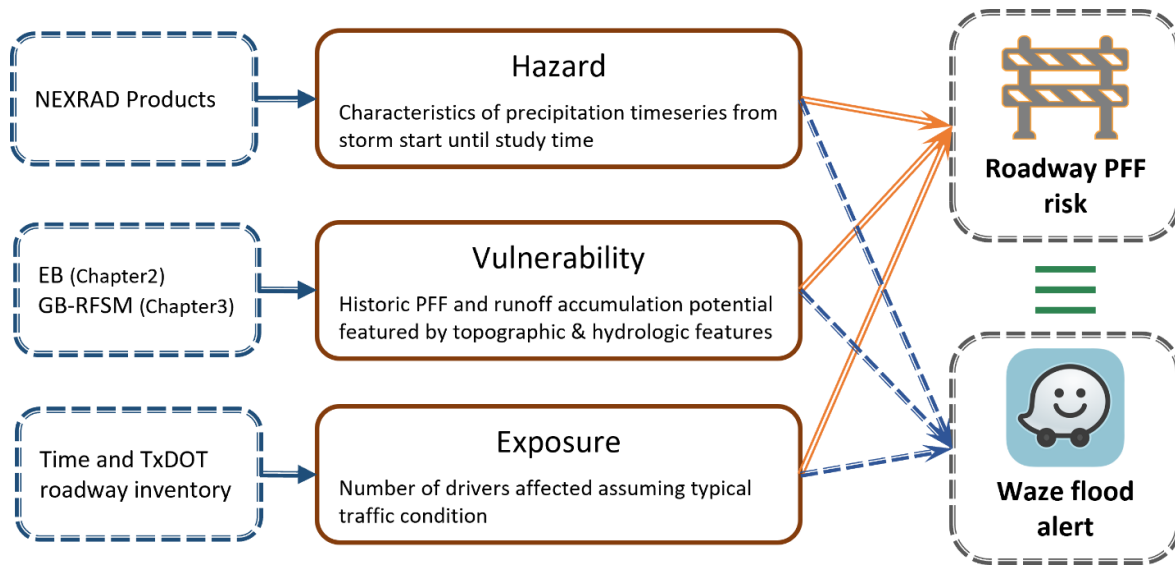 NEXRAD Products
Hazard
Characteristics of precipitation timeseries from
storm start until study time
EB (Chapter2)
GB-RFSM (Chapter3)
Vulnerability
Historic PFF and runoff accumulation potential
featured by topographic & hydrologic features
Time and TxDOT
roadway inventory
Exposure
Number of drivers affected assuming typical
traffic condition
Roadway PFF
risk
Waze flood
alert